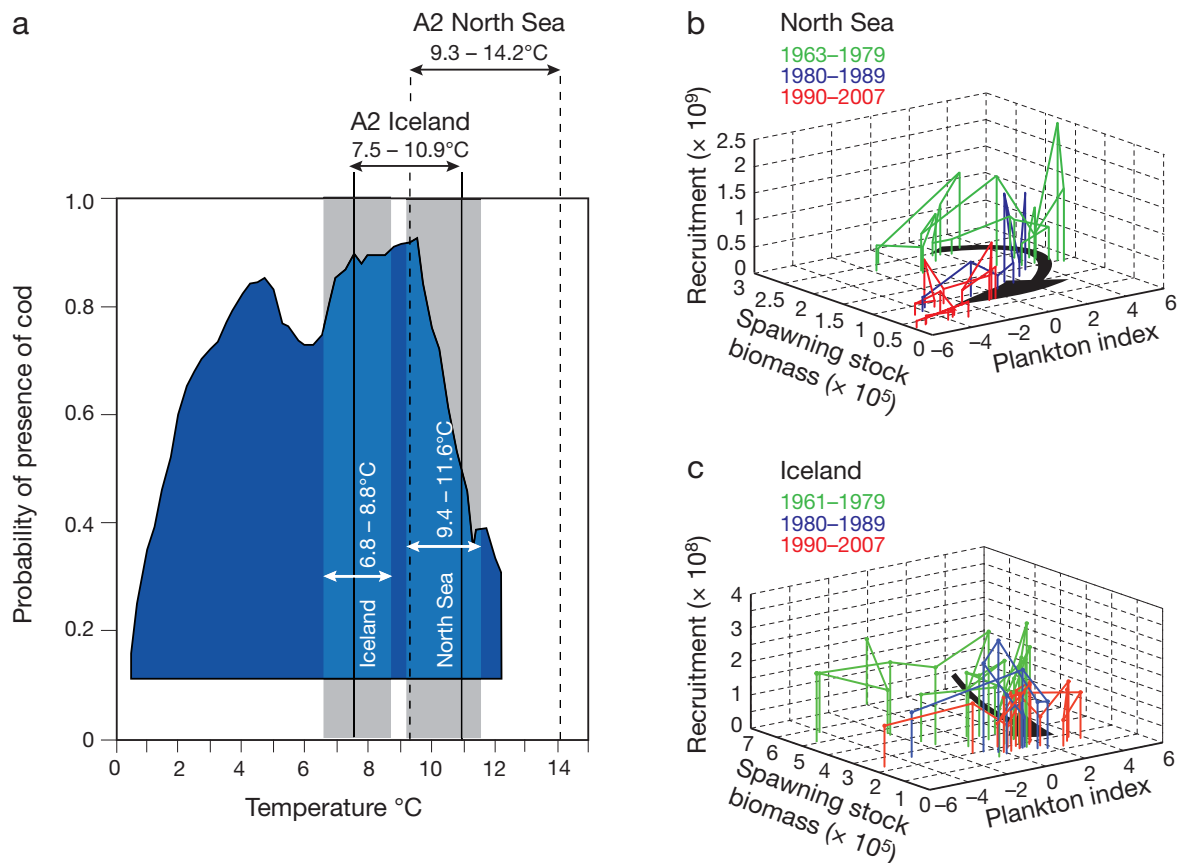 a
A2 North Sea
9.3 – 14.2°C
A2 Iceland
7.5 – 10.9°C
Probability of presence of cod
1.0
0.8
0.6
0.4
0.2
0
6.8 – 8.8°C
Iceland
9.4 – 11.6°C
North Sea
0 2 4 6 8 10 12 14
Temperature °C
b North Sea
1963–1979
1980–1989
1990–2007
Recruitment (× 10⁹)
2.5
2
1.5
1
0.5
0
3 2.5 2 1.5 1 0.5 0
Spawning stock
biomass (× 10⁵)
–6 –4 –2 0 2 4 6
Plankton index
c Iceland
1961–1979
1980–1989
1990–2007
Recruitment (× 10⁸)
4
3
2
1
0
7 6 5 4 3 2 1 0
Spawning stock
biomass (× 10⁵)
–6 –4 –2 0 2 4 6
Plankton index